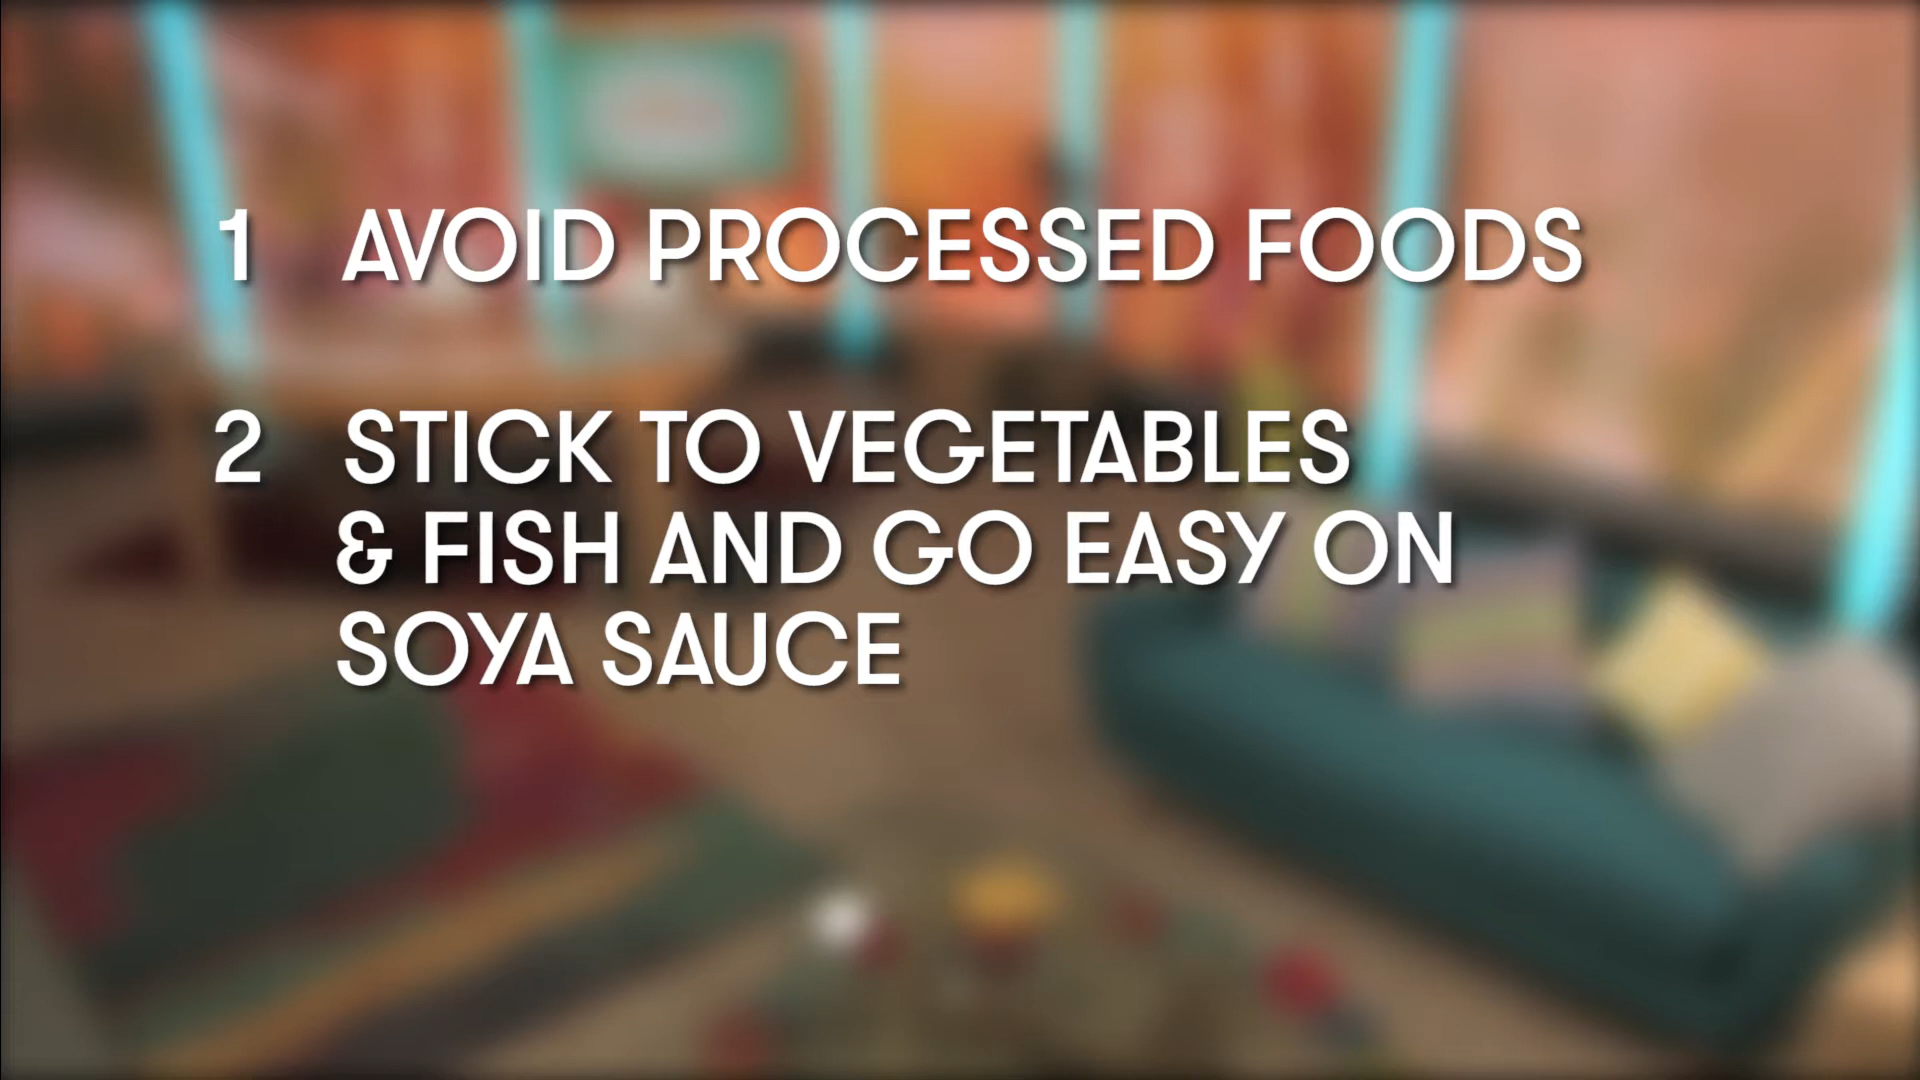 1 AVOID PROCESSED FOODS
2 STICK TO VEGETABLES
& FISH AND GO EASY ON
SOYA SAUCE